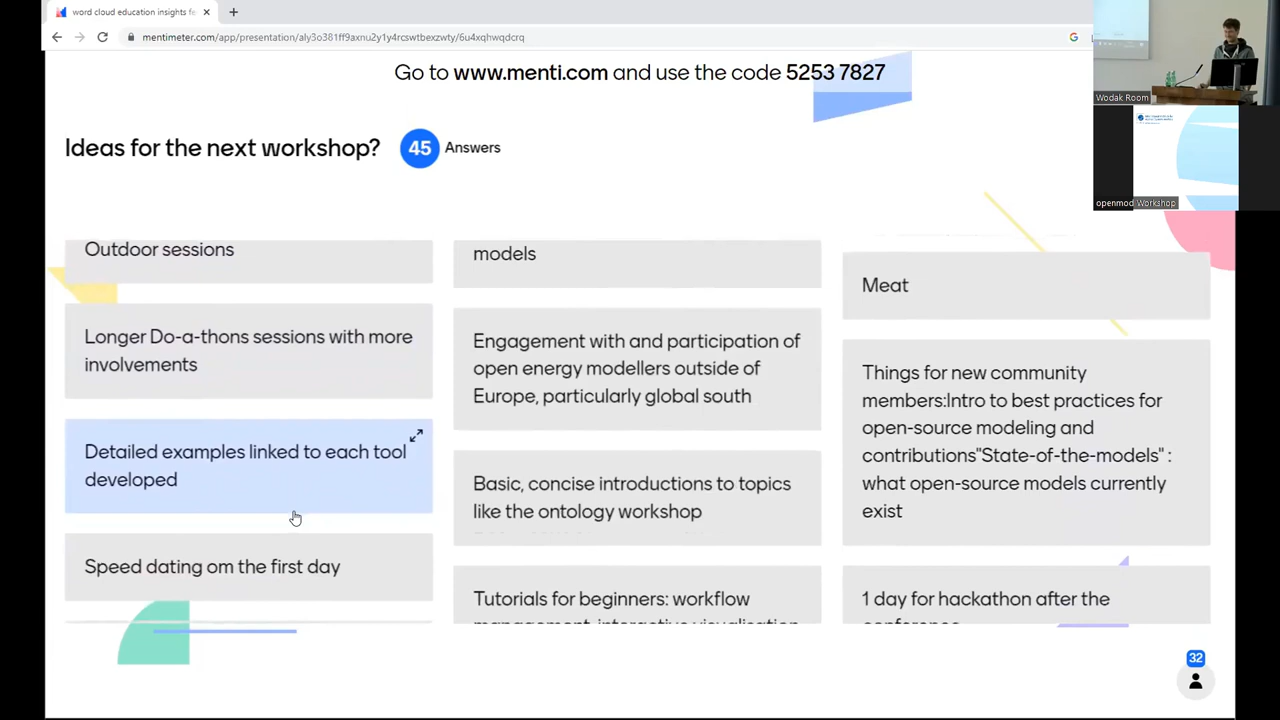 word cloud education insights fe
mentimeter.com/app/presentation/aly3o381ff9axnu2y1y4rcswtbexzwty/6u4xqhwqdcrq
Go to www.menti.com and use the code 5253 7827
Wodak Room
openmod Workshop
Ideas for the next workshop?
45
Answers
Outdoor sessions
Longer Do-a-thons sessions with more
involvements
Detailed examples linked to each tool
developed
Speed dating om the first day
models
Engagement with and participation of
open energy modellers outside of
Europe, particularly global south
Basic, concise introductions to topics
like the ontology workshop
Tutorials for beginners: workflow
management, interactive visualisation
Meat
Things for new community
members:Intro to best practices for
open-source modeling and
contributions"State-of-the-models" :
what open-source models currently
exist
1 day for hackathon after the
conference
32